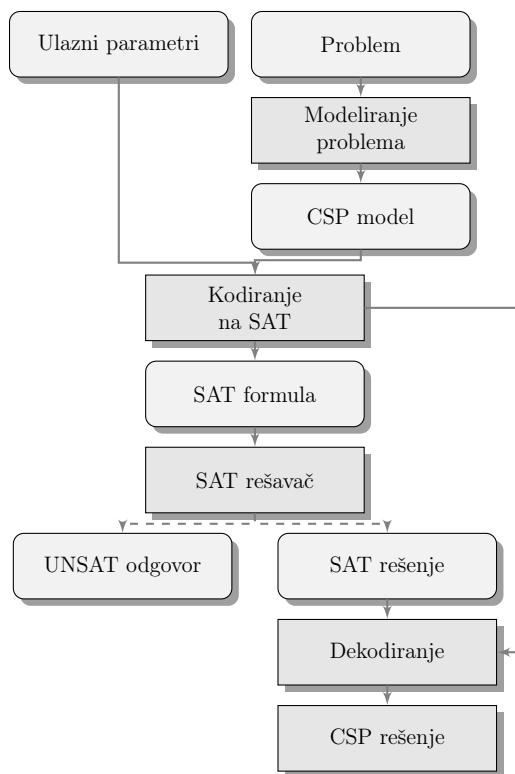 Ulazni parametri
Problem
Modeliranje
problema
CSP model
Kodiranje
na SAT
SAT formula
SAT rešavač
UNSAT odgovor
SAT rešenje
Dekodiranje
CSP rešenje